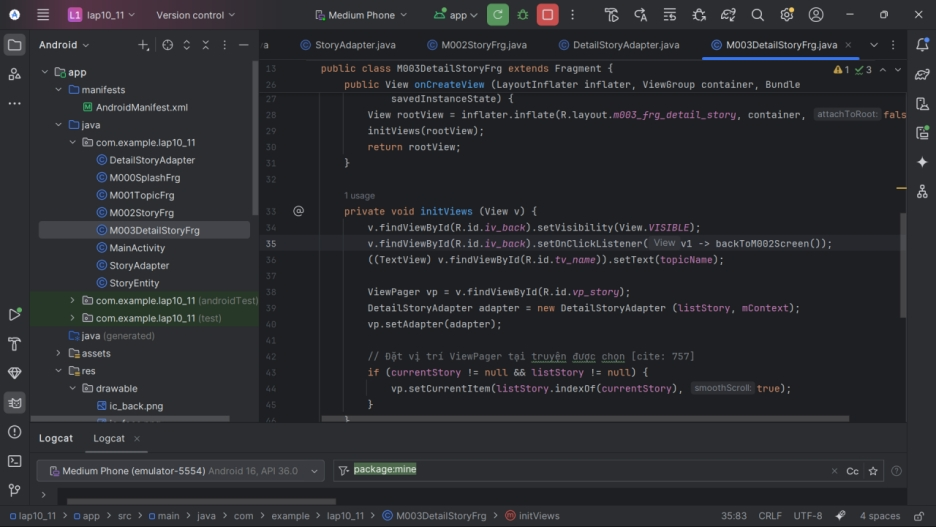 L1 lap10_11 Version control Medium Phone app
Android
StoryAdapter.java M002StoryFrg.java DetailStoryAdapter.java M003DetailStoryFrg.java
app
manifests
AndroidManifest.xml
java
com.example.lap10_11
DetailStoryAdapter
M000SplashFrg
M001TopicFrg
M002StoryFrg
M003DetailStoryFrg
MainActivity
StoryAdapter
StoryEntity
com.example.lap10_11 (androidTest)
com.example.lap10_11 (test)
java (generated)
assets
res
drawable
ic_back.png
13 public class M003DetailStoryFrg extends Fragment {
26 public View onCreateView (LayoutInflater inflater, ViewGroup container, Bundle
27 savedInstanceState) {
28 View rootView = inflater.inflate(R.layout.m003_frg_detail_story, container, attachToRoot: fals
29 initViews(rootView);
30 return rootView;
31 }
32
1 usage
33 @ private void initViews (View v) {
34 v.findViewById(R.id.iv_back).setVisibility(View.VISIBLE);
35 v.findViewById(R.id.iv_back).setOnClickListener( View v1 -> backToM002Screen());
36 ((TextView) v.findViewById(R.id.tv_name)).setText(topicName);
37
38 ViewPager vp = v.findViewById(R.id.vp_story);
39 DetailStoryAdapter adapter = new DetailStoryAdapter (listStory, mContext);
40 vp.setAdapter(adapter);
41
42 // Đặt vị trí ViewPager tại truyện được chọn [cite: 757]
43 if (currentStory != null && listStory != null) {
44 vp.setCurrentItem(listStory.indexOf(currentStory), smoothScroll: true);
45 }
46 }
1 3
Logcat Logcat
Medium Phone (emulator-5554) Android 16, API 36.0 package:mine Cc
lap10_11 app src main java com example lap10_11 M003DetailStoryFrg initViews 35:83 CRLF UTF-8 4 spaces